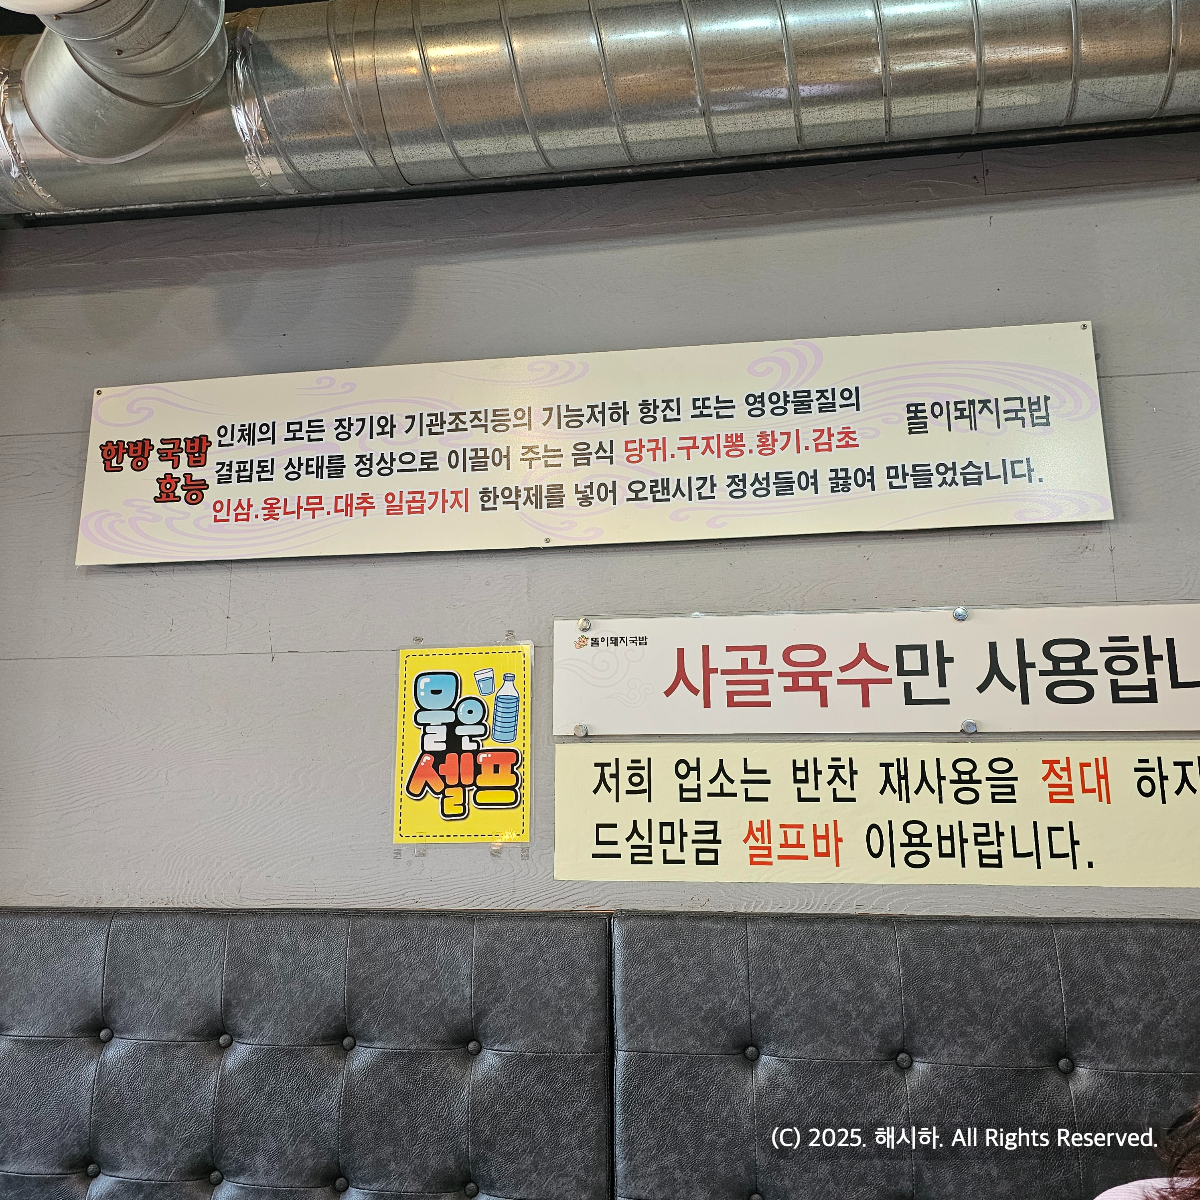 한방 국밥
효능
인체의 모든 장기와 기관조직등의 기능저하 항진 또는 영양물질의
결핍된 상태를 정상으로 이끌어 주는 음식 당귀.구지뽕.황기.감초
인삼.옻나무.대추 일곱가지 한약제를 넣어 오랜시간 정성들여 끓여 만들었습니다.
똘이돼지국밥
똘이돼지국밥
사골육수만 사용합니
물은
셀프
저희 업소는 반찬 재사용을 절대 하지
드실만큼 셀프바 이용바랍니다.
(C) 2025. 해시하. All Rights Reserved.